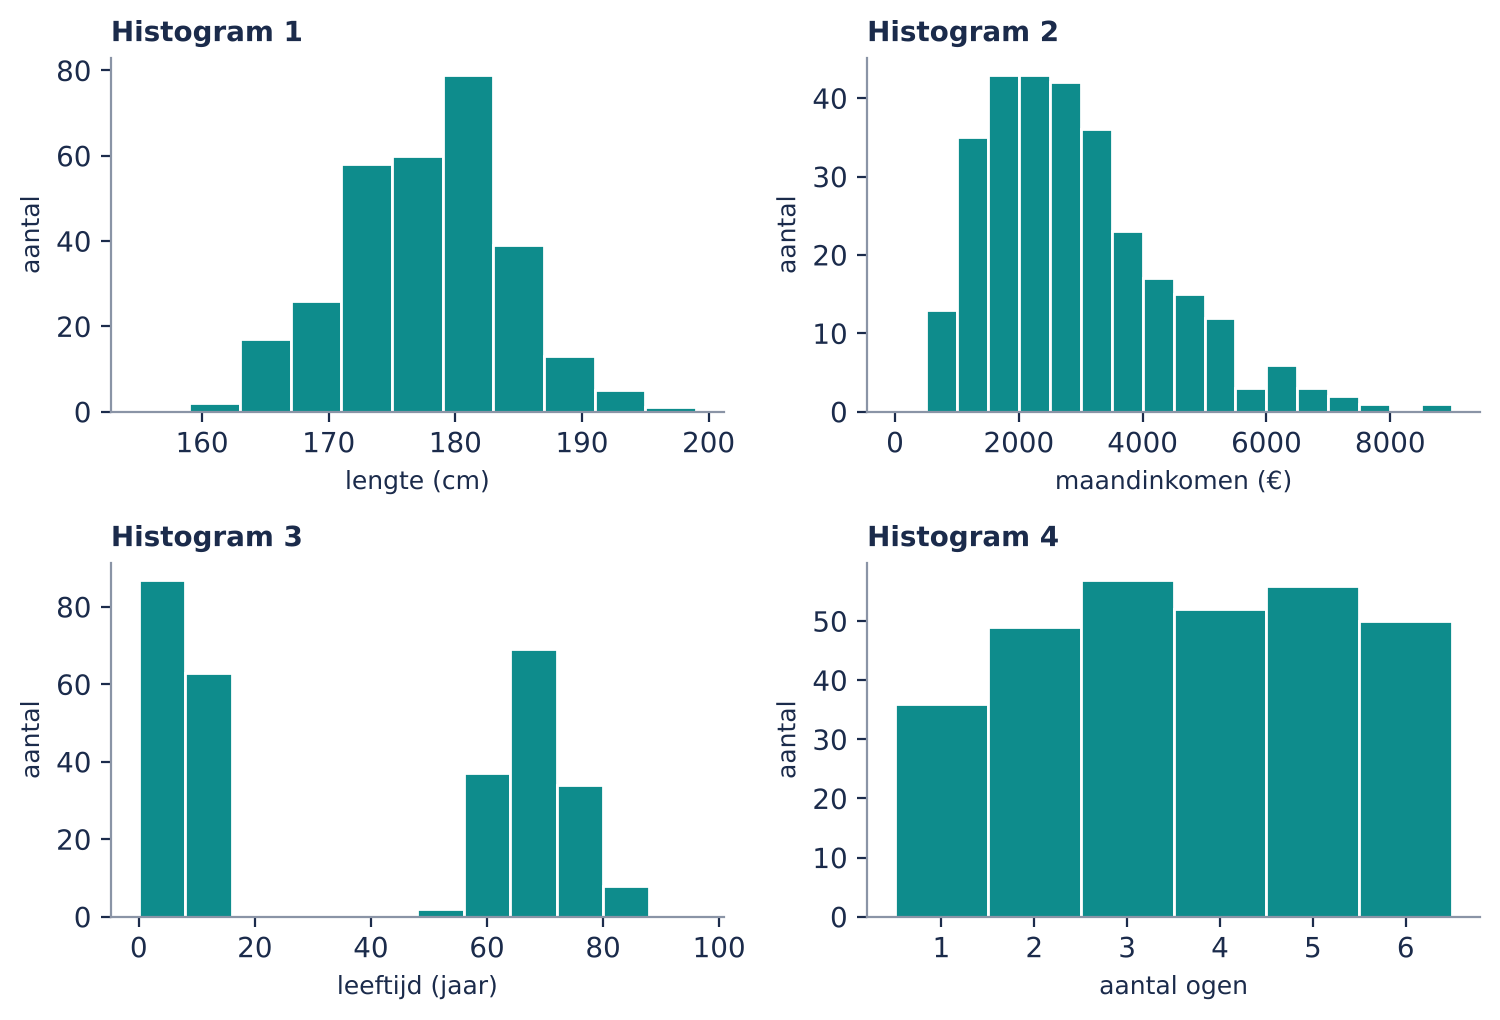 Histogram 1
80
60
40
20
0
aantal
160 170 180 190 200
lengte (cm)
Histogram 2
40
30
20
10
0
aantal
0 2000 4000 6000 8000
maandinkomen (€)
Histogram 3
80
60
40
20
0
aantal
0 20 40 60 80 100
leeftijd (jaar)
Histogram 4
50
40
30
20
10
0
aantal
1 2 3 4 5 6
aantal ogen